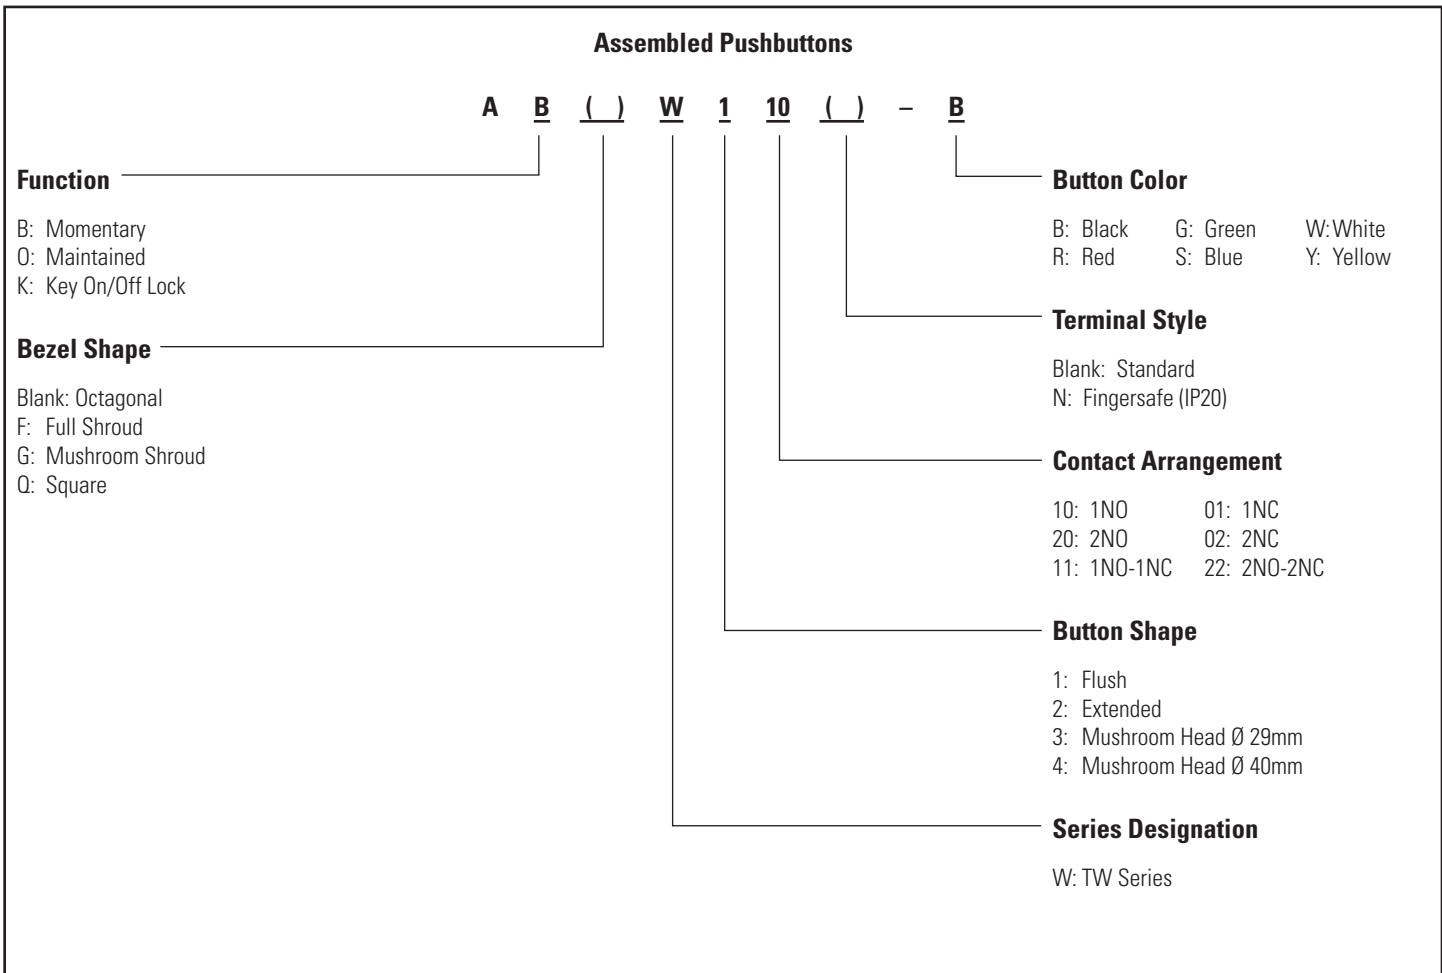 Assembled Pushbuttons
A B ( ) W 1 10 ( ) – B
Function
B: Momentary
O: Maintained
K: Key On/Off Lock
Bezel Shape
Blank: Octagonal
F: Full Shroud
G: Mushroom Shroud
Q: Square
Button Color
B: Black G: Green W: White
R: Red S: Blue Y: Yellow
Terminal Style
Blank: Standard
N: Fingersafe (IP20)
Contact Arrangement
10: 1NO 01: 1NC
20: 2NO 02: 2NC
11: 1NO-1NC 22: 2NO-2NC
Button Shape
1: Flush
2: Extended
3: Mushroom Head Ø 29mm
4: Mushroom Head Ø 40mm
Series Designation
W: TW Series